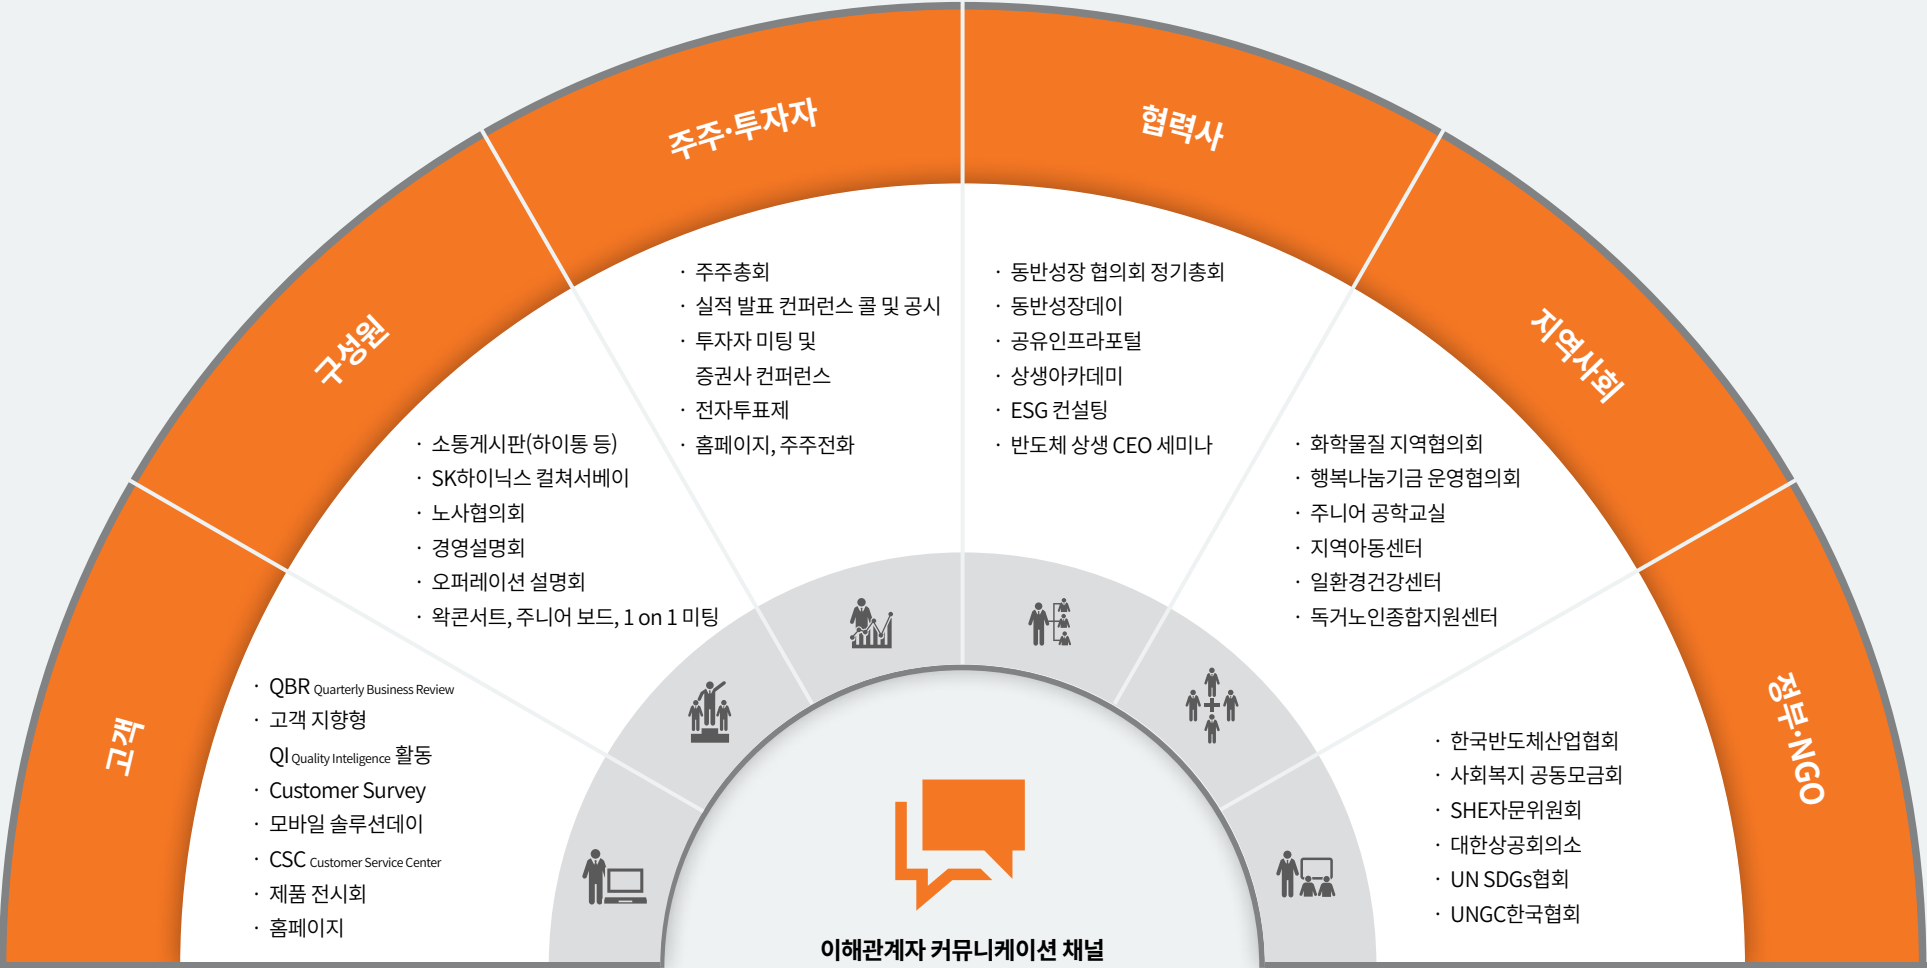 고객
· QBR Quarterly Business Review
· 고객 지향형
QI Quality Inteligence 활동
· Customer Survey
· 모바일 솔루션데이
· CSC Customer Service Center
· 제품 전시회
· 홈페이지
구성원
· 소통게시판(하이통 등)
· SK하이닉스 컬쳐서베이
· 노사협의회
· 경영설명회
· 오퍼레이션 설명회
· 왁콘서트, 주니어 보드, 1 on 1 미팅
주주·투자자
· 주주총회
· 실적 발표 컨퍼런스 콜 및 공시
· 투자자 미팅 및
증권사 컨퍼런스
· 전자투표제
· 홈페이지, 주주전화
협력사
· 동반성장 협의회 정기총회
· 동반성장데이
· 공유인프라포털
· 상생아카데미
· ESG 컨설팅
· 반도체 상생 CEO 세미나
지역사회
· 화학물질 지역협의회
· 행복나눔기금 운영협의회
· 주니어 공학교실
· 지역아동센터
· 일환경건강센터
· 독거노인종합지원센터
정부·NGO
· 한국반도체산업협회
· 사회복지 공동모금회
· SHE자문위원회
· 대한상공회의소
· UN SDGs협회
· UNGC한국협회
이해관계자 커뮤니케이션 채널